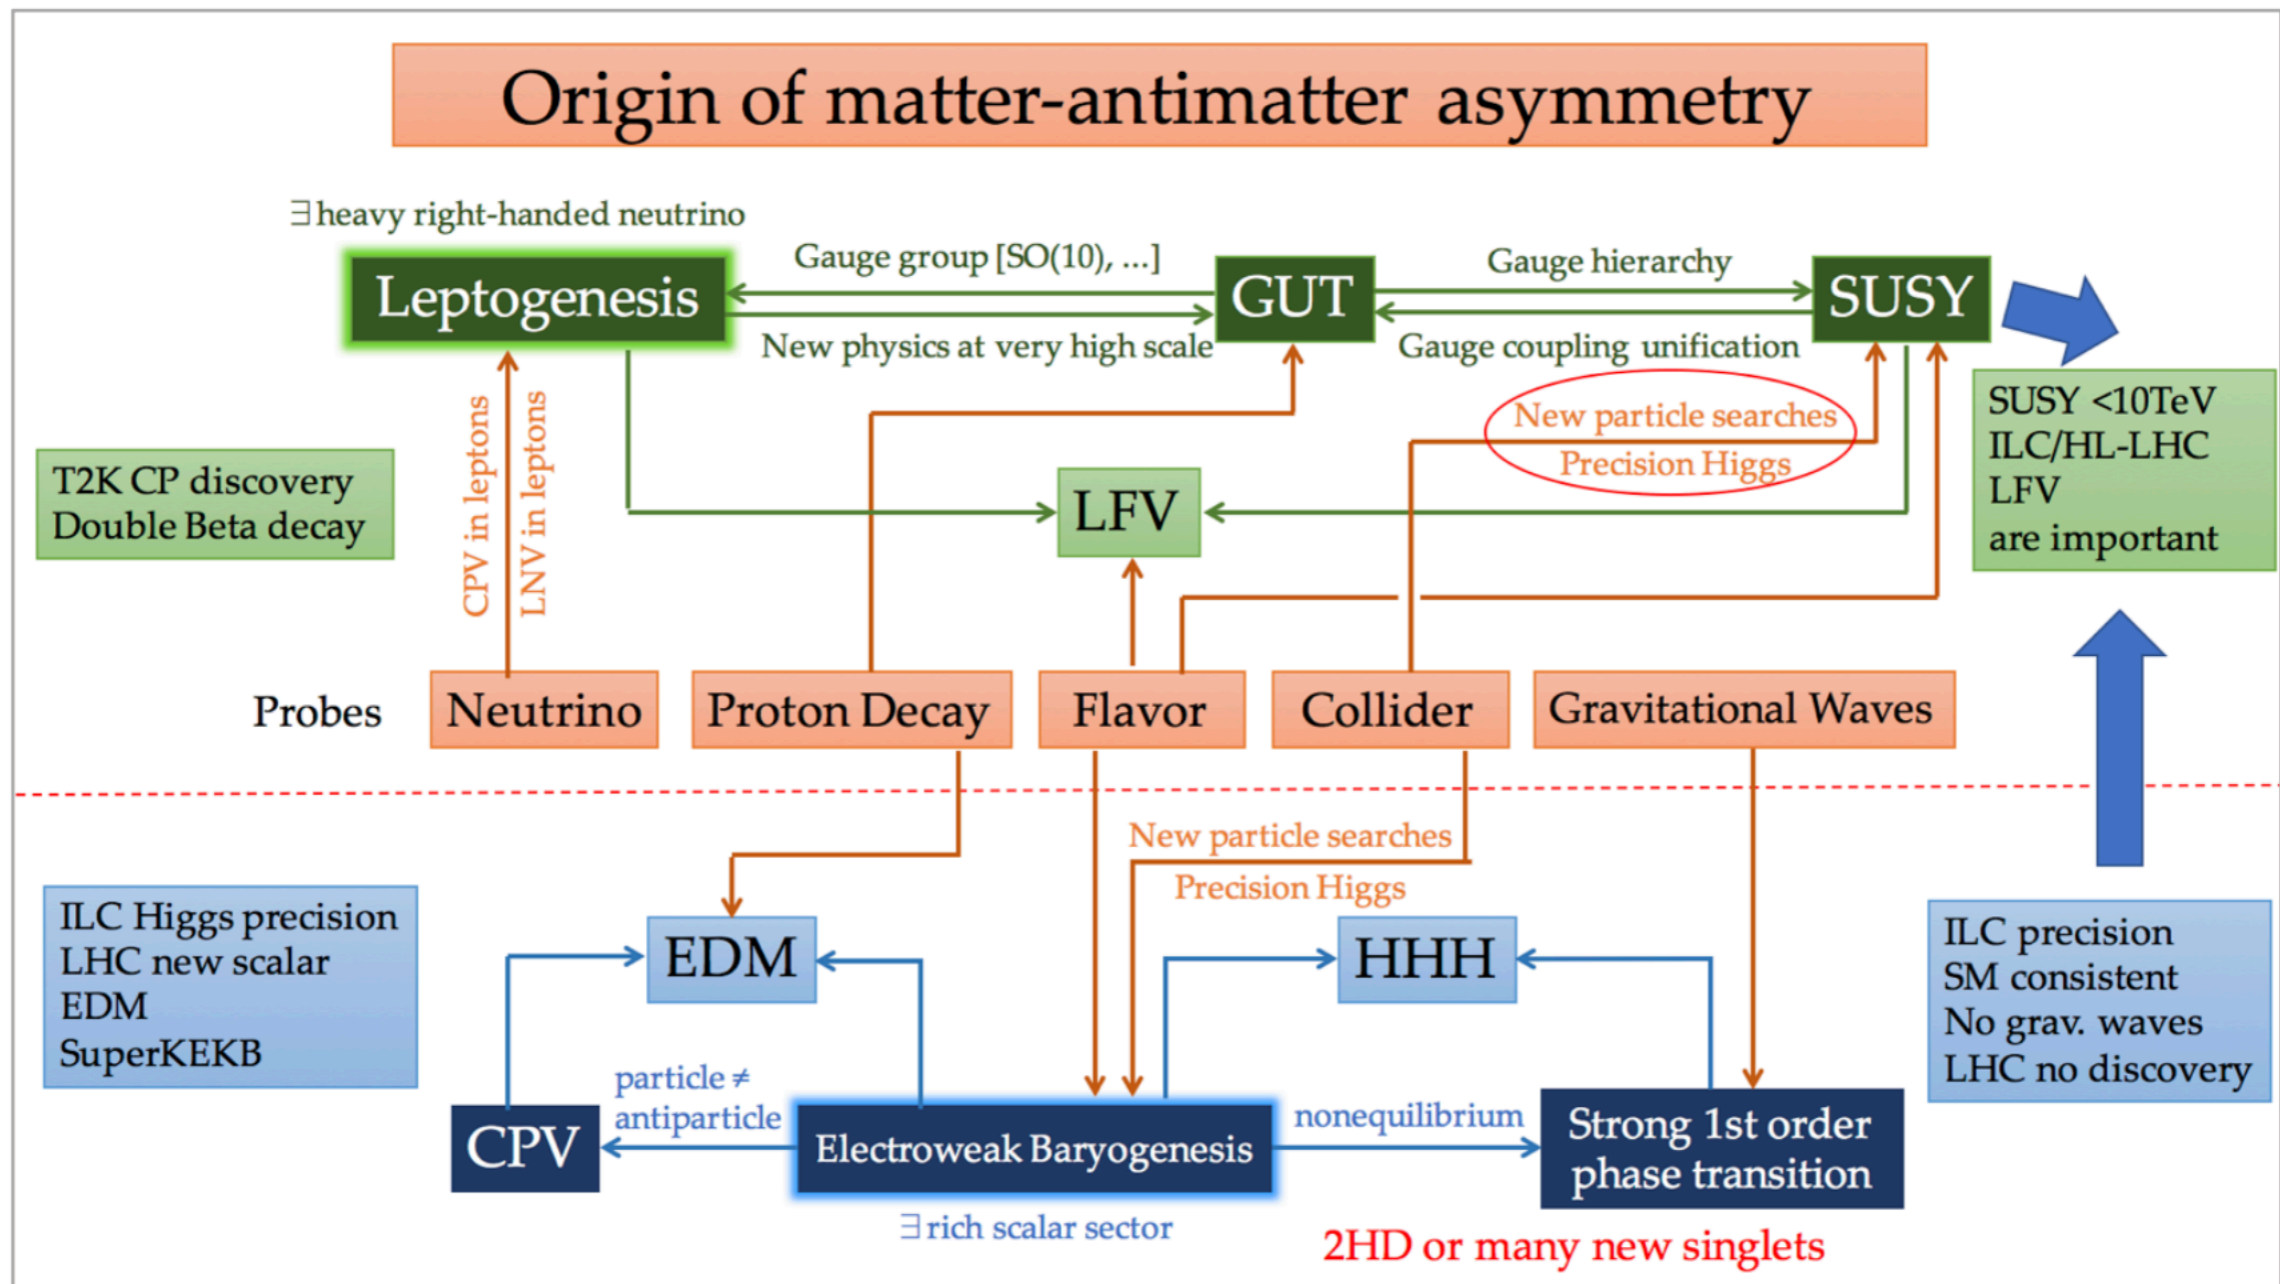 Origin of matter-antimatter asymmetry
∃ heavy right-handed neutrino
Leptogenesis
Gauge group [SO(10), ...]
New physics at very high scale
GUT
Gauge hierarchy
Gauge coupling unification
SUSY
New particle searches
Precision Higgs
SUSY <10TeV
ILC/HL-LHC
LFV
are important
T2K CP discovery
Double Beta decay
CPV in leptons
LNV in leptons
LFV
Probes
Neutrino
Proton Decay
Flavor
Collider
Gravitational Waves
New particle searches
Precision Higgs
ILC Higgs precision
LHC new scalar
EDM
SuperKEKB
EDM
HHH
ILC precision
SM consistent
No grav. waves
LHC no discovery
CPV
particle ≠
antiparticle
Electroweak Baryogenesis
nonequilibrium
Strong 1st order
phase transition
∃ rich scalar sector
2HD or many new singlets